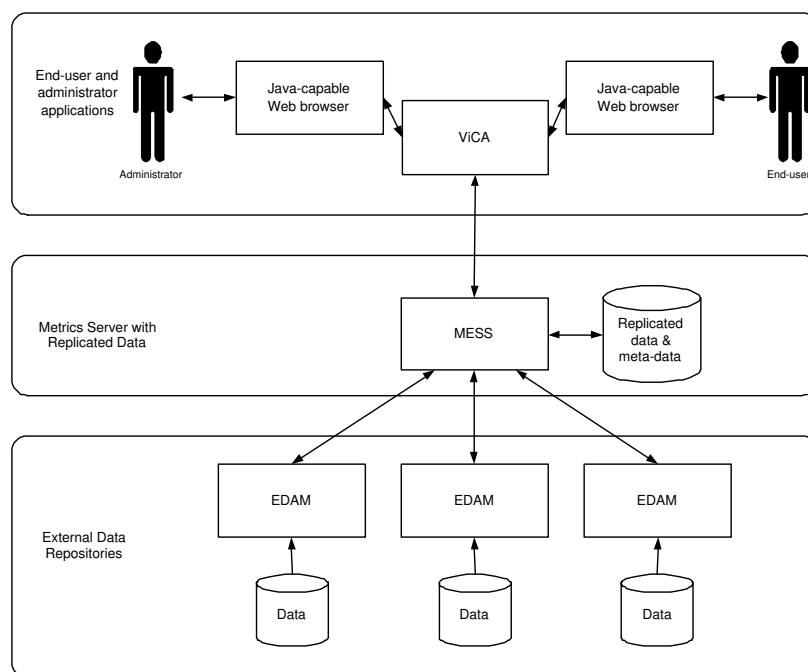 End-user and
administrator
applications
Administrator
Java-capable
Web browser
ViCA
Java-capable
Web browser
End-user
Metrics Server with
Replicated Data
MESS
Replicated
data &
meta-data
External Data
Repositories
EDAM
EDAM
EDAM
Data
Data
Data